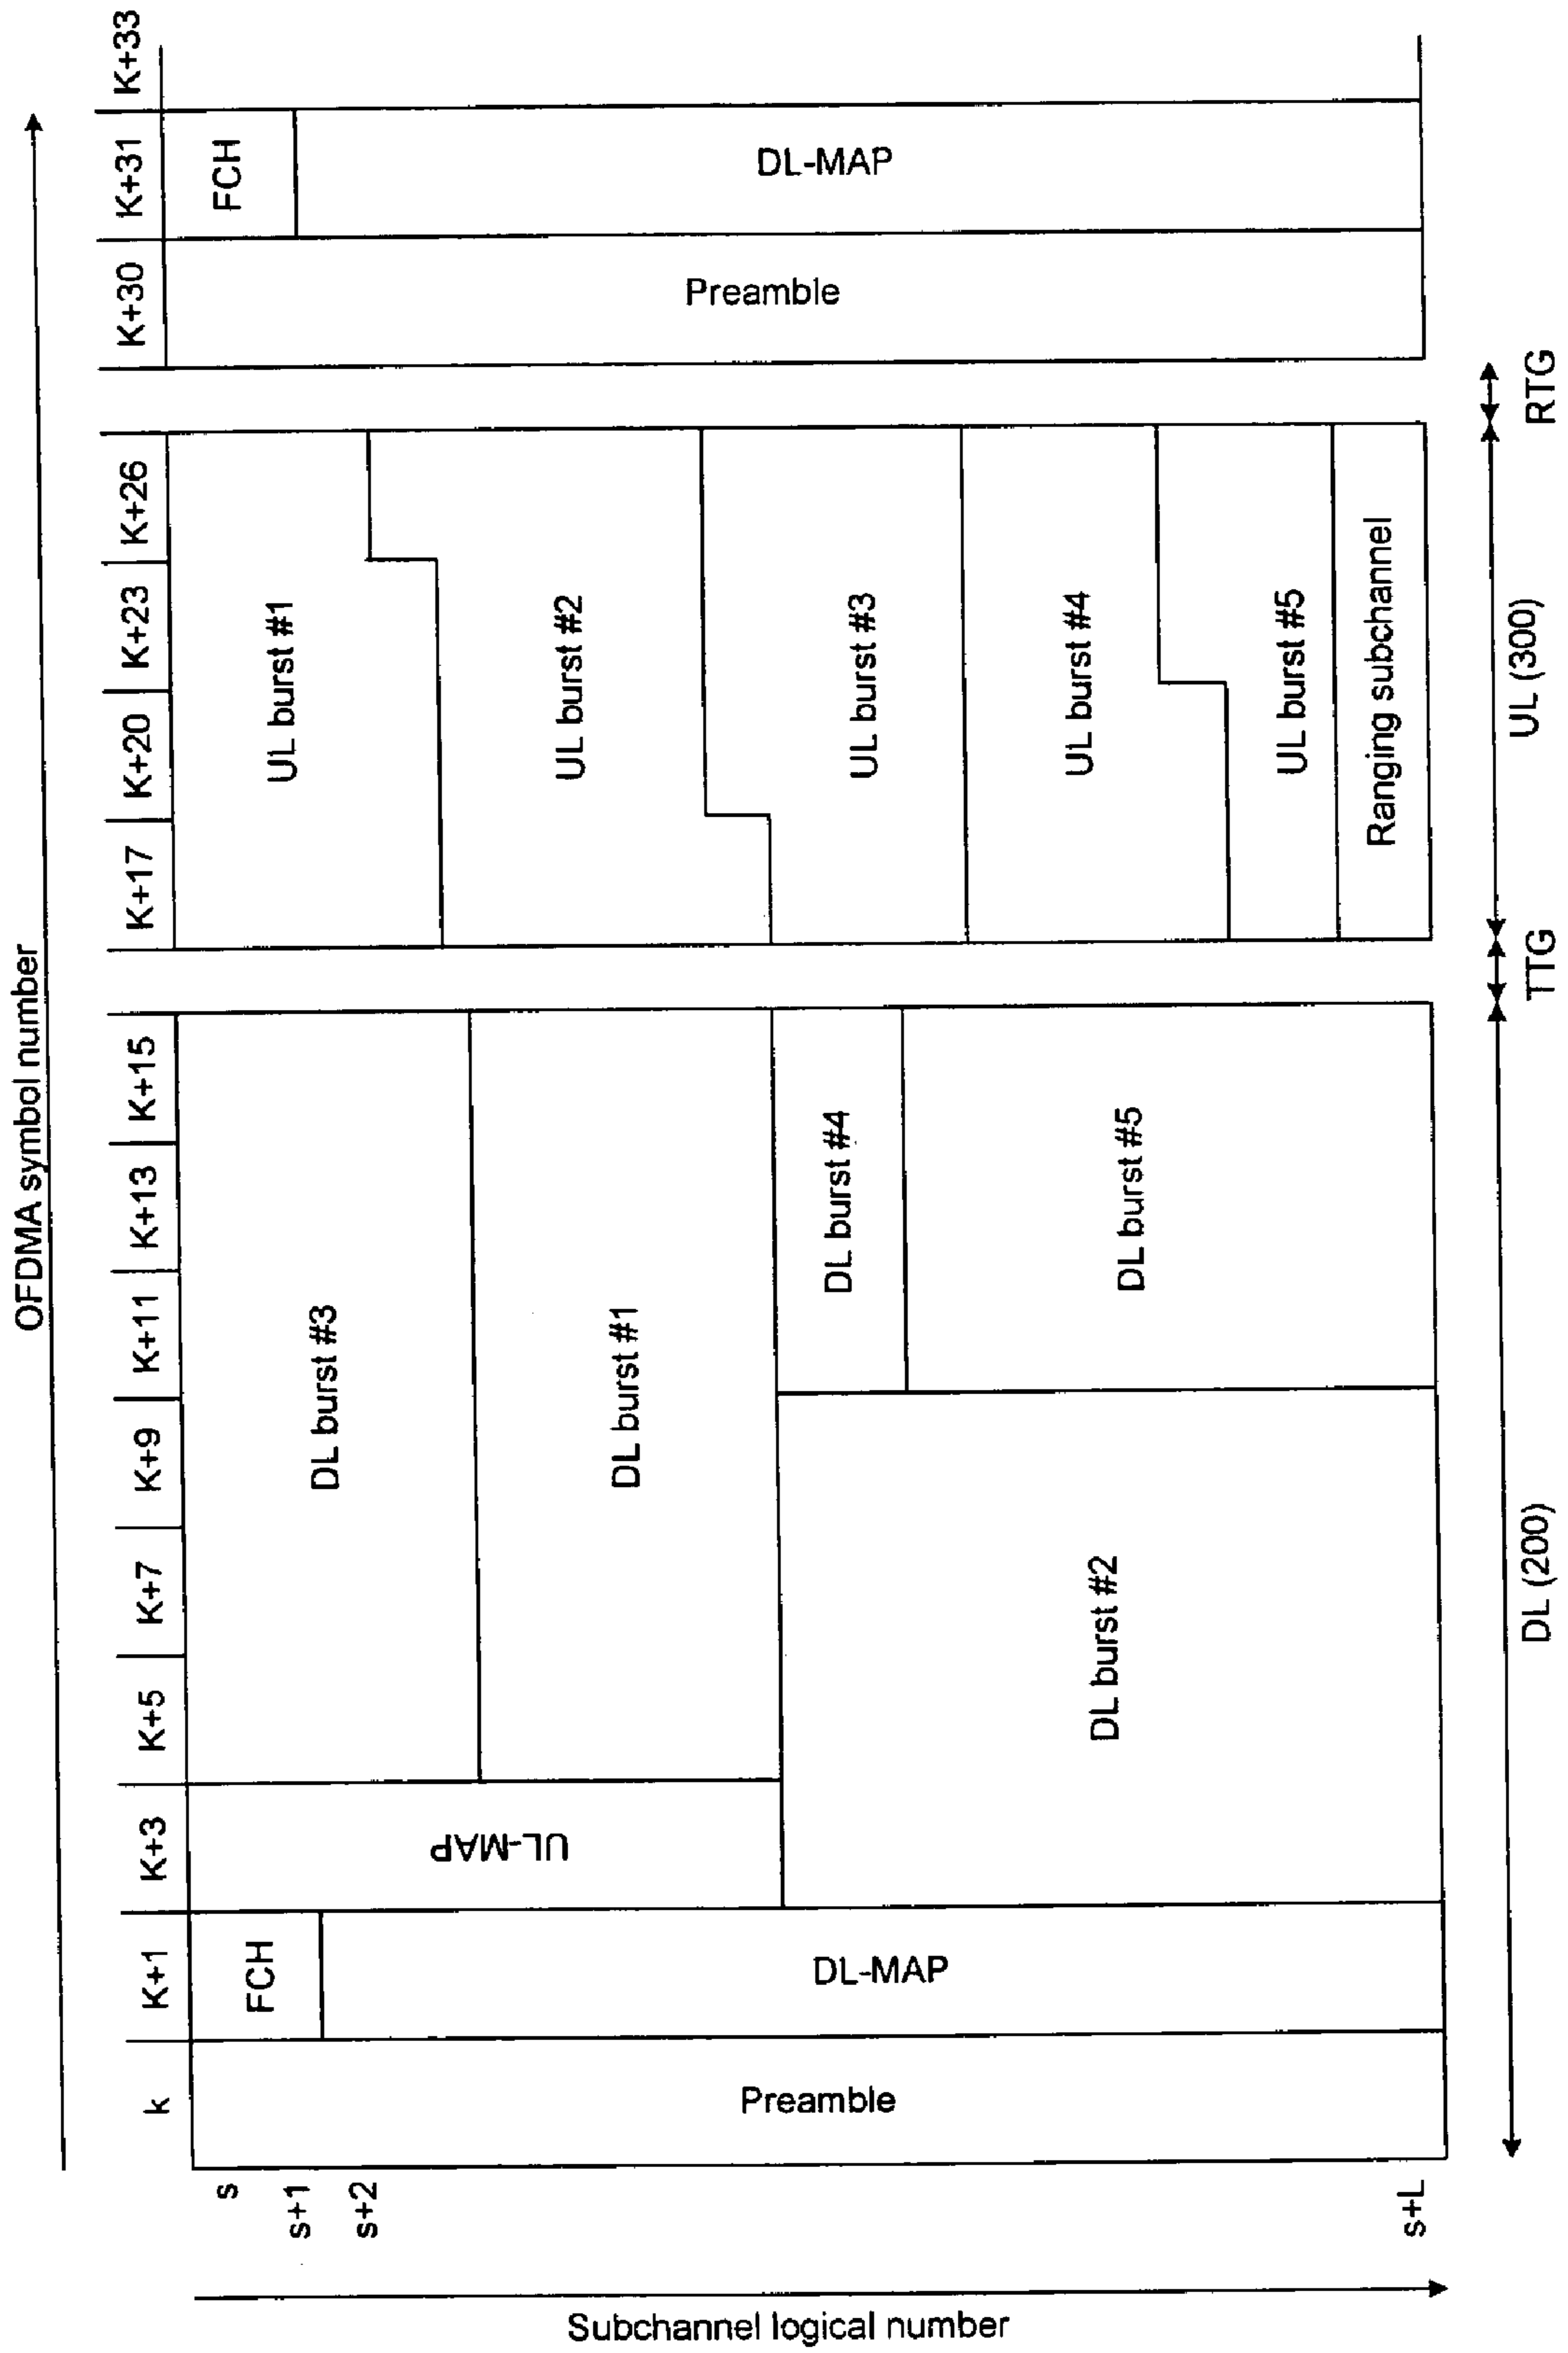 OFDMA symbol number
k
K+1
K+3
K+5
K+7
K+9
K+11
K+13
K+15
K+17
K+20
K+23
K+26
K+30
K+31
K+33
s
s+1
s+2
s+L
Subchannel logical number
Preamble
FCH
DL-MAP
UL-MAP
DL burst #3
DL burst #1
DL burst #2
DL burst #4
DL burst #5
UL burst #1
UL burst #2
UL burst #3
UL burst #4
UL burst #5
Ranging subchannel
Preamble
FCH
DL-MAP
DL (200)
TTG
UL (300)
RTG